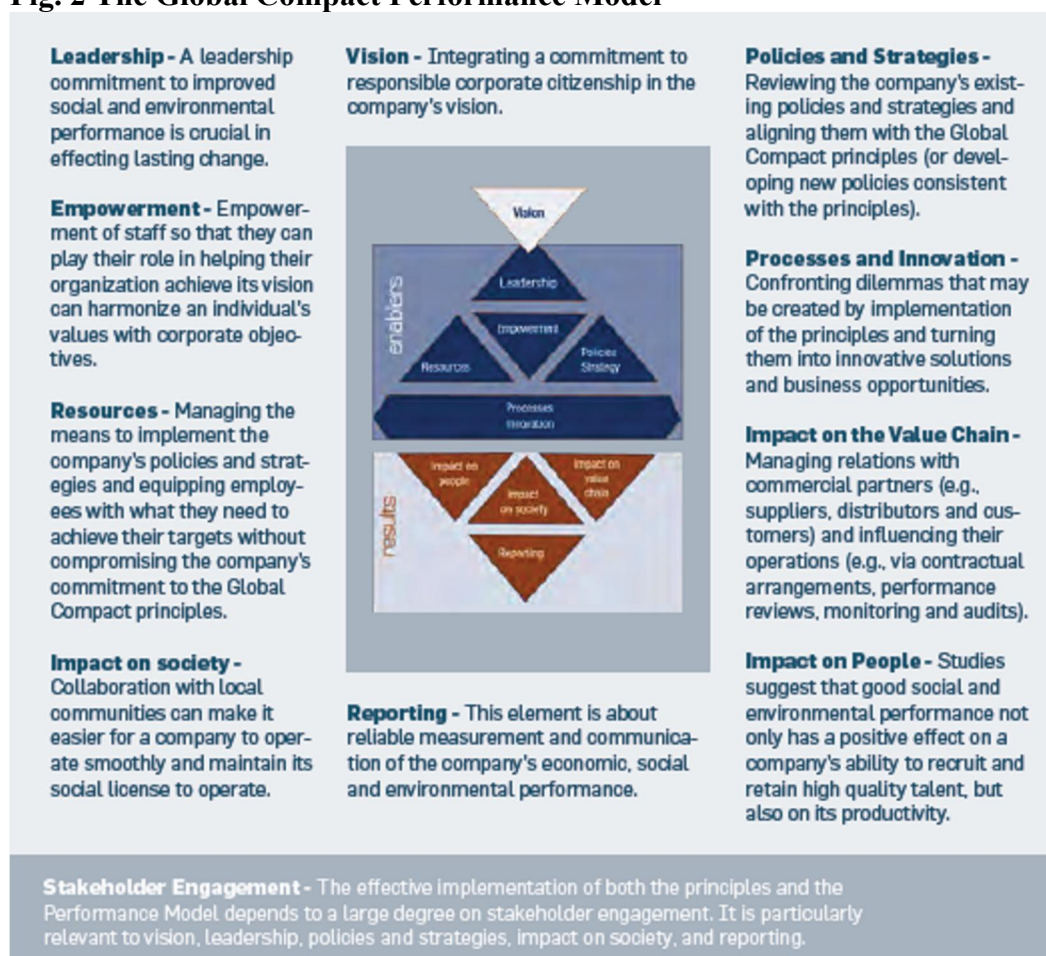 Fig. 2 The Global Compact Performance Model
Leadership - A leadership
commitment to improved
social and environmental
performance is crucial in
effecting lasting change.
Empowerment - Empower-
ment of staff so that they can
play their role in helping their
organization achieve its vision
can harmonize an individual's
values with corporate objec-
tives.
Resources - Managing the
means to implement the
company's policies and strat-
egies and equipping employ-
ees with what they need to
achieve their targets without
compromising the company's
commitment to the Global
Compact principles.
Impact on society -
Collaboration with local
communities can make it
easier for a company to oper-
ate smoothly and maintain its
social license to operate.
Vision - Integrating a commitment to
responsible corporate citizenship in the
company's vision.
Vision
enablers
Leadership
Empowerment
Resources
Policies
Strategy
Processes
Innovation
results
Impact on
people
Impact
on society
Impact on
value
chain
Reporting
Reporting - This element is about
reliable measurement and communica-
tion of the company's economic, social
and environmental performance.
Policies and Strategies -
Reviewing the company's exist-
ing policies and strategies and
aligning them with the Global
Compact principles (or devel-
oping new policies consistent
with the principles).
Processes and Innovation -
Confronting dilemmas that may
be created by implementation
of the principles and turning
them into innovative solutions
and business opportunities.
Impact on the Value Chain -
Managing relations with
commercial partners (e.g.,
suppliers, distributors and cus-
tomers) and influencing their
operations (e.g., via contractual
arrangements, performance
reviews, monitoring and audits).
Impact on People - Studies
suggest that good social and
environmental performance not
only has a positive effect on a
company's ability to recruit and
retain high quality talent, but
also on its productivity.
Stakeholder Engagement - The effective implementation of both the principles and the
Performance Model depends to a large degree on stakeholder engagement. It is particularly
relevant to vision, leadership, policies and strategies, impact on society, and reporting.